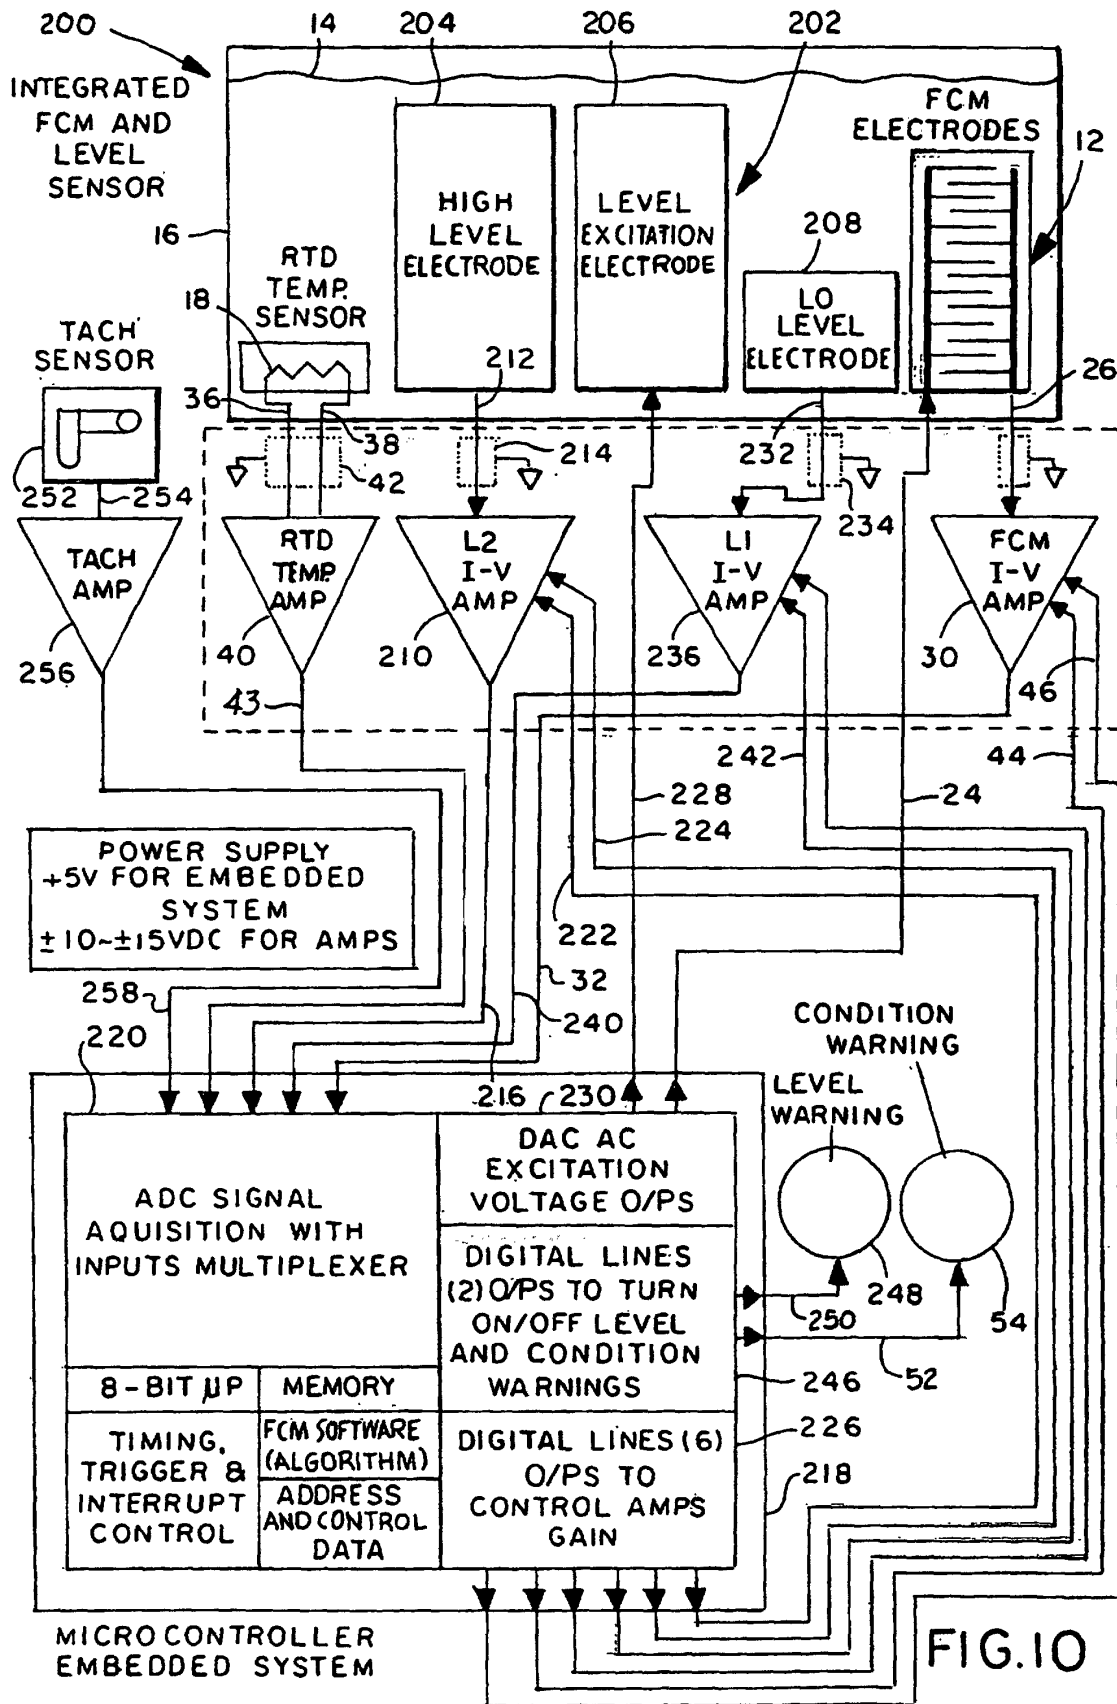 200
14
204
206
202
INTEGRATED
FCM AND
LEVEL
SENSOR
FCM
ELECTRODES
12
HIGH
LEVEL
ELECTRODE
LEVEL
EXCITATION
ELECTRODE
208
16
RTD
TEMP.
SENSOR
18
LO
LEVEL
ELECTRODE
TACH
SENSOR
212
26
36
38
214
232
42
252
254
234
TACH
AMP
RTD
TEMP.
AMP
L2
I-V
AMP
L1
I-V
AMP
FCM
I-V
AMP
256
40
210
236
30
46
43
242
44
228
24
224
POWER SUPPLY
+5V FOR EMBEDDED
SYSTEM
±10~±15VDC FOR AMPS
222
32
258
240
220
CONDITION
WARNING
LEVEL
WARNING
216
230
DAC AC
EXCITATION
VOLTAGE O/PS
ADC SIGNAL
AQUISITION WITH
INPUTS MULTIPLEXER
DIGITAL LINES
(2) O/PS TO TURN
ON/OFF LEVEL
AND CONDITION
WARNINGS
248
54
250
52
246
8-BIT µP
MEMORY
226
TIMING,
TRIGGER &
INTERRUPT
CONTROL
FCM SOFTWARE
(ALGORITHM)
ADDRESS
AND CONTROL
DATA
DIGITAL LINES (6)
O/PS TO
CONTROL AMPS
GAIN
218
MICROCONTROLLER
EMBEDDED SYSTEM
FIG.10